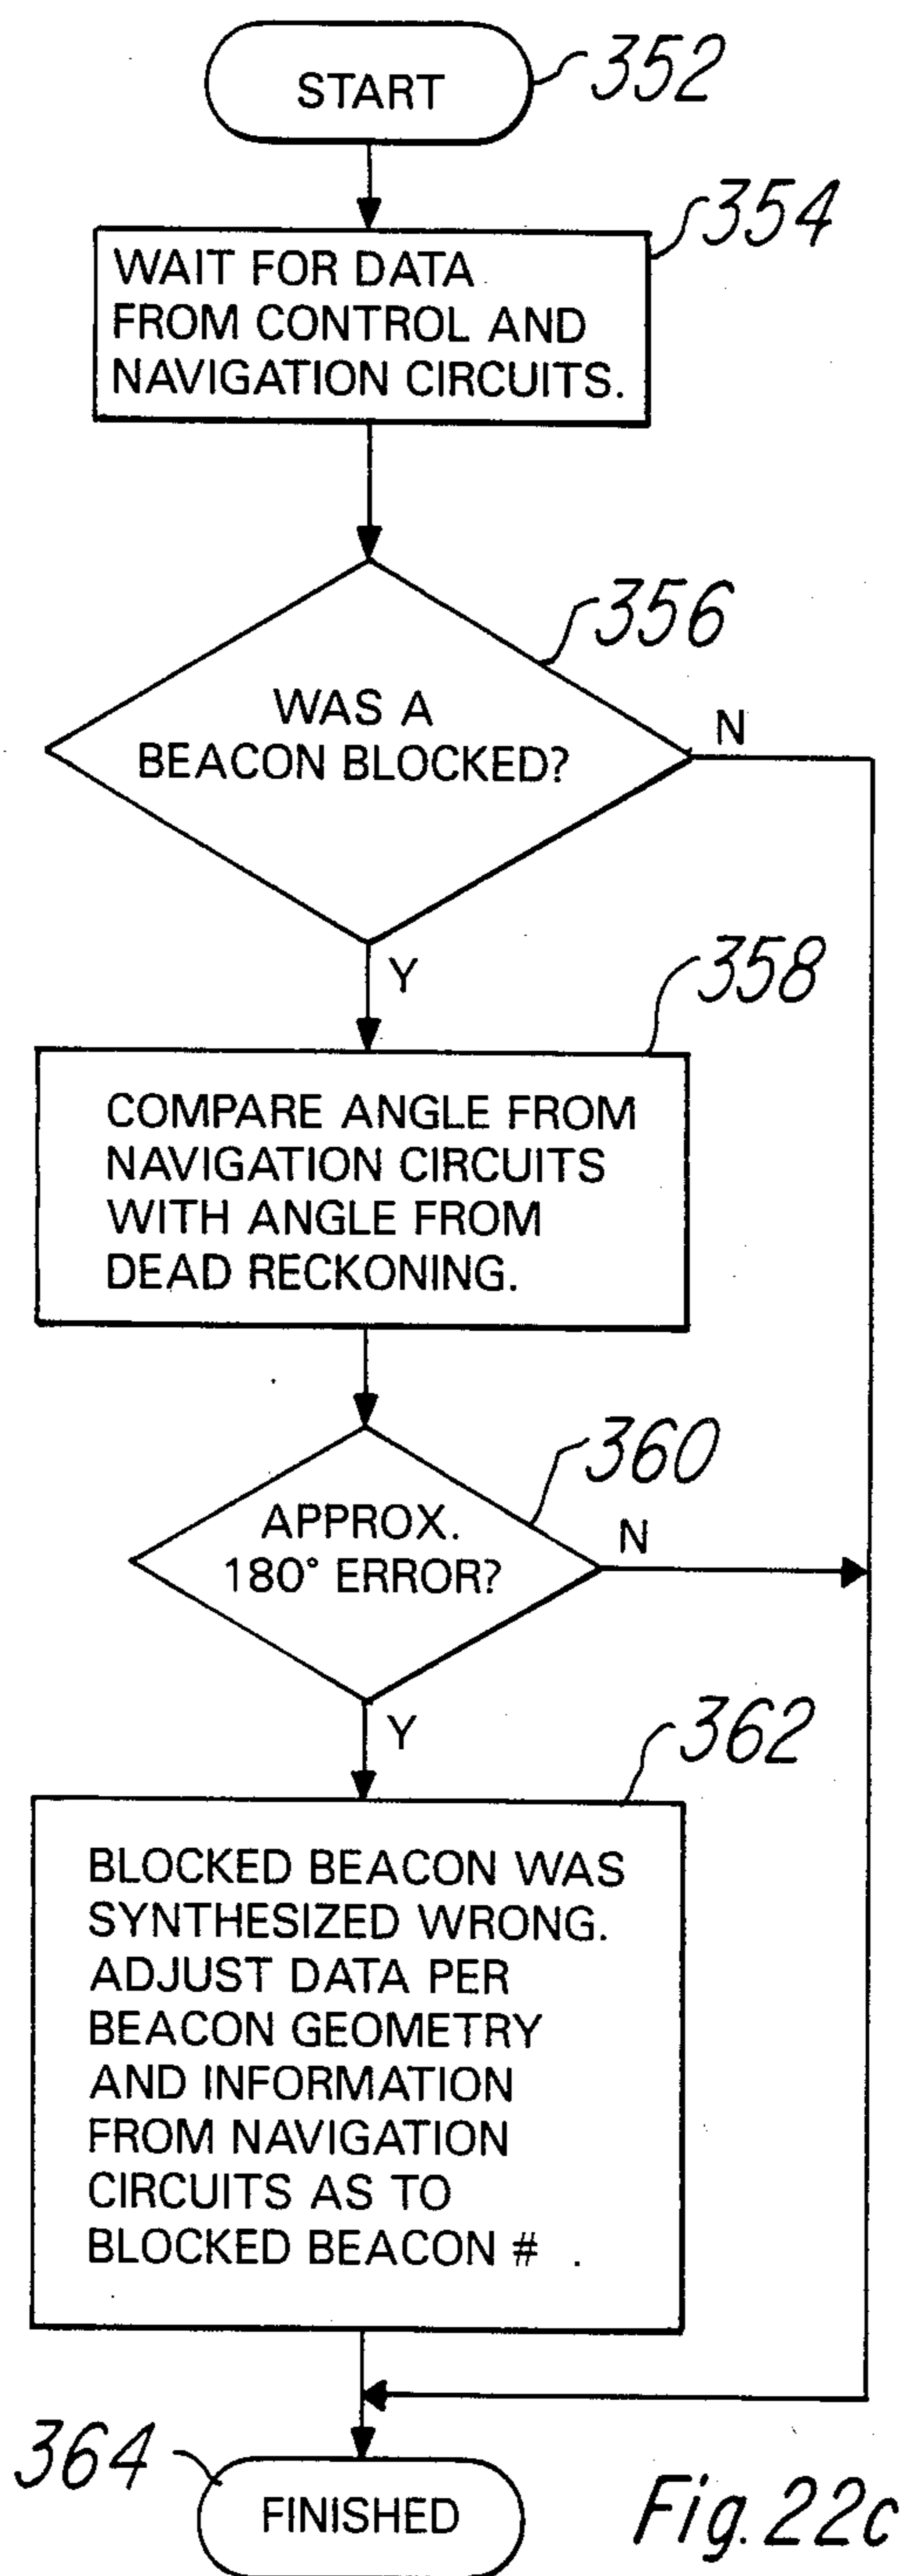 START
352
354
WAIT FOR DATA
FROM CONTROL AND
NAVIGATION CIRCUITS.
356
WAS A
BEACON BLOCKED?
N
Y
358
COMPARE ANGLE FROM
NAVIGATION CIRCUITS
WITH ANGLE FROM
DEAD RECKONING.
360
APPROX.
180° ERROR?
N
Y
362
BLOCKED BEACON WAS
SYNTHESIZED WRONG.
ADJUST DATA PER
BEACON GEOMETRY
AND INFORMATION
FROM NAVIGATION
CIRCUITS AS TO
BLOCKED BEACON # .
364
FINISHED
Fig. 22c